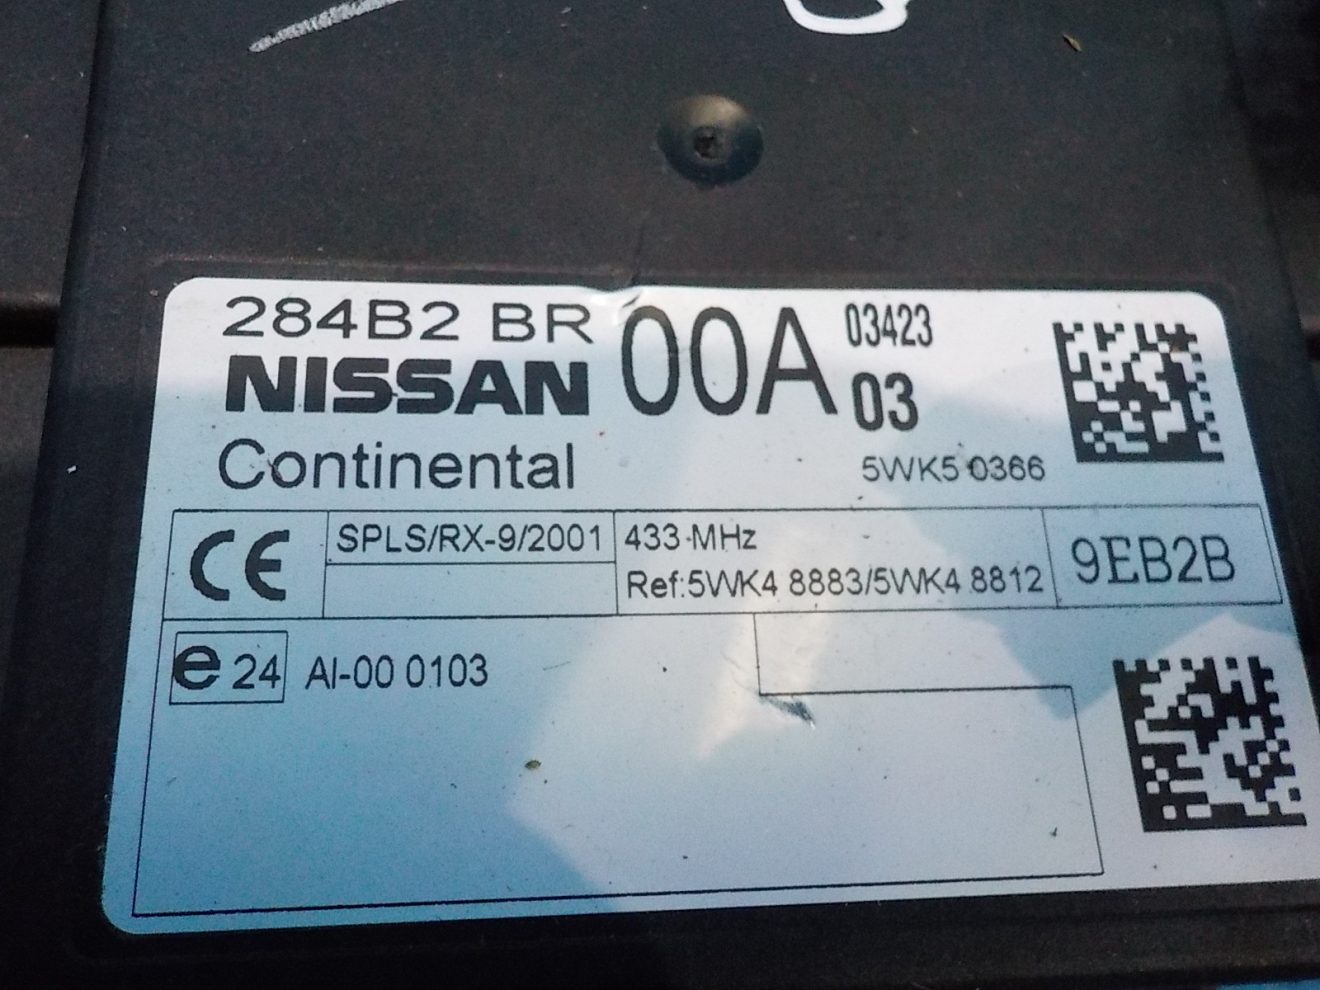 284B2 BR 00A 03423
NISSAN 03
Continental 5WK5 0366
CE SPLS/RX-9/2001 433 MHz 9EB2B
Ref:5WK4 8883/5WK4 8812
e 24 AI-00 0103